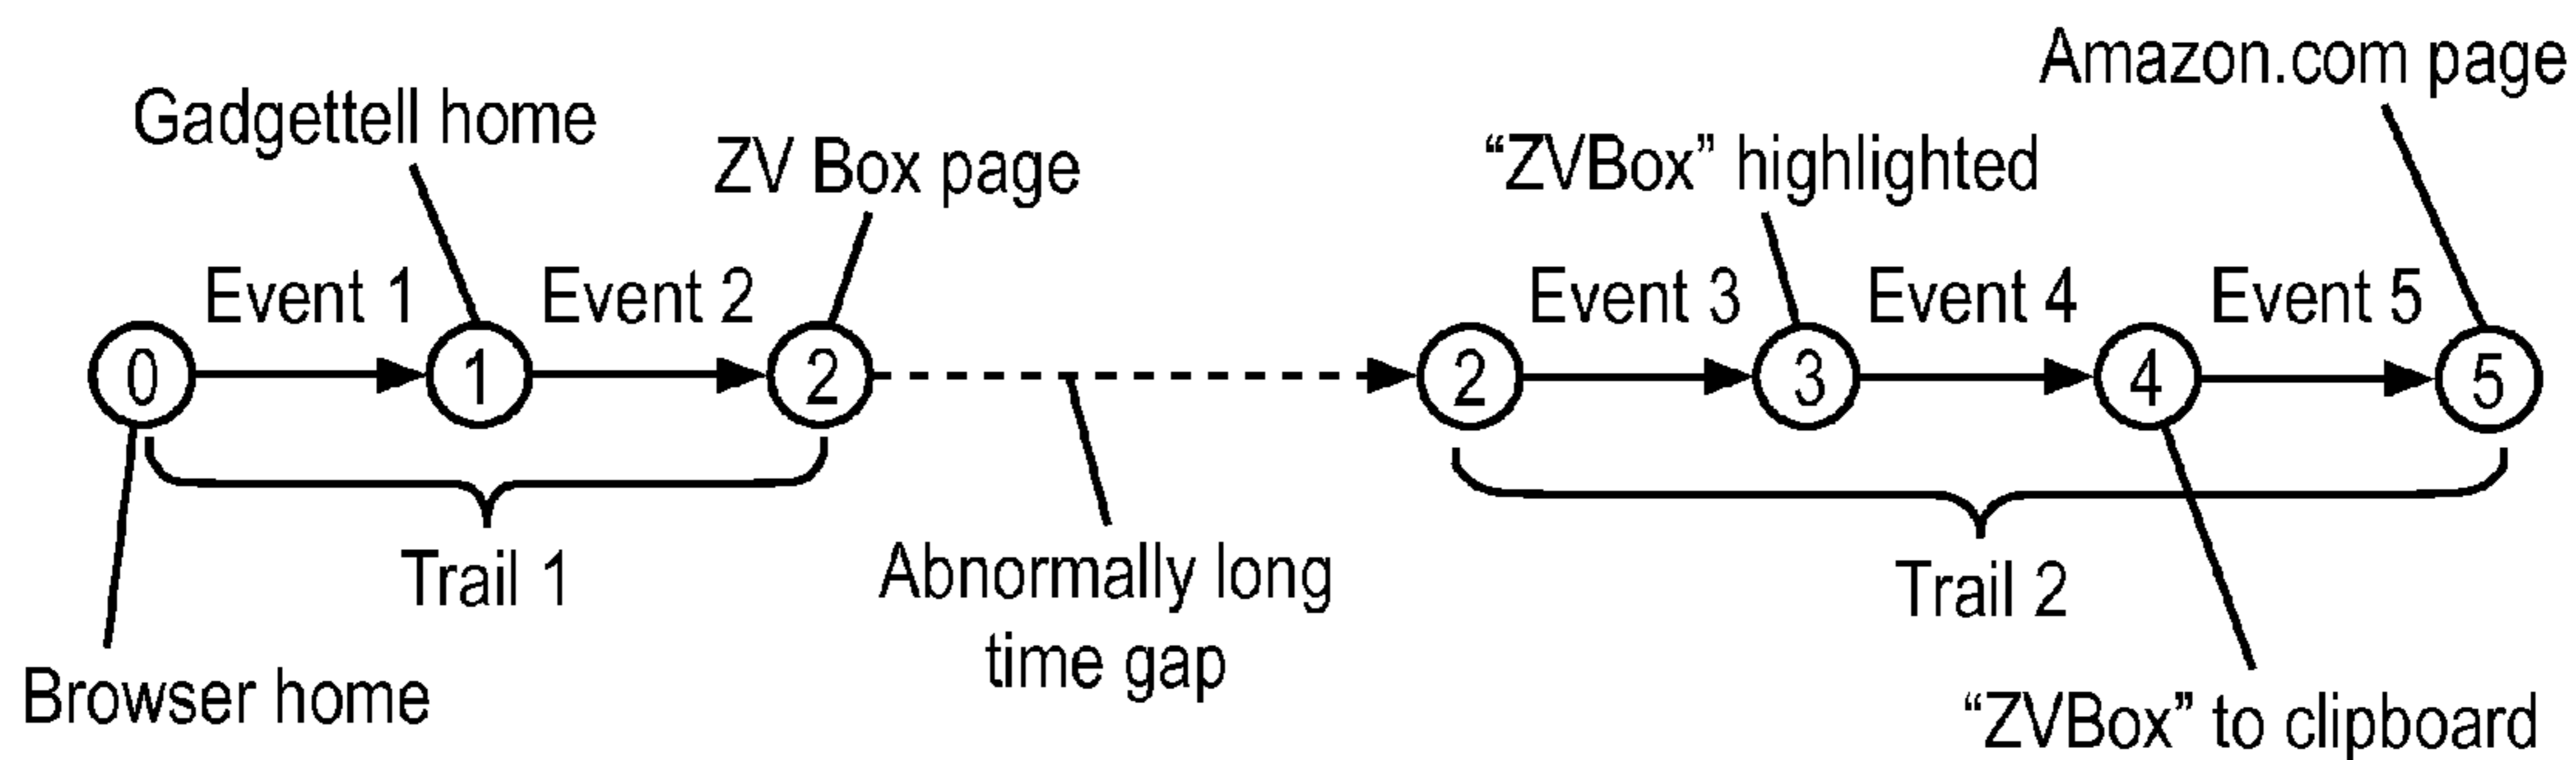 Amazon.com page
Gadgettell home
ZV Box page
“ZVBox” highlighted
Event 1
Event 2
Event 3
Event 4
Event 5
0
1
2
2
3
4
5
Trail 1
Abnormally long
time gap
Trail 2
Browser home
“ZVBox” to clipboard